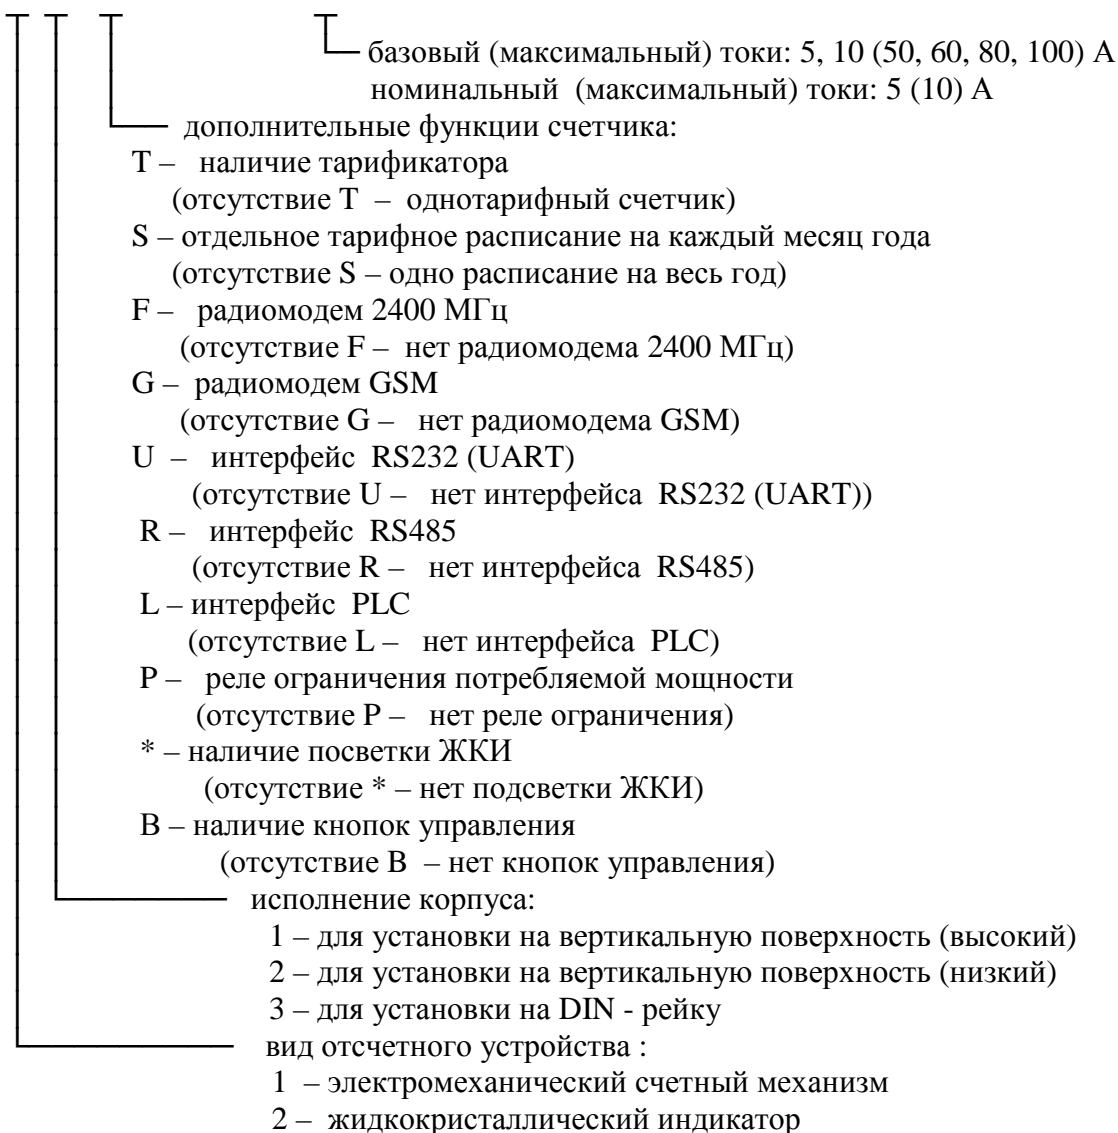 базовый (максимальный) токи: 5, 10 (50, 60, 80, 100) А
номинальный (максимальный) токи: 5 (10) А
дополнительные функции счетчика:
Т – наличие тарификатора
(отсутствие Т – однотарифный счетчик)
S – отдельное тарифное расписание на каждый месяц года
(отсутствие S – одно расписание на весь год)
F – радиомодем 2400 МГц
(отсутствие F – нет радиомодема 2400 МГц)
G – радиомодем GSM
(отсутствие G – нет радиомодема GSM)
U – интерфейс RS232 (UART)
(отсутствие U – нет интерфейса RS232 (UART))
R – интерфейс RS485
(отсутствие R – нет интерфейса RS485)
L – интерфейс PLC
(отсутствие L – нет интерфейса PLC)
P – реле ограничения потребляемой мощности
(отсутствие P – нет реле ограничения)
* – наличие посветки ЖКИ
(отсутствие * – нет подсветки ЖКИ)
В – наличие кнопок управления
(отсутствие В – нет кнопок управления)
исполнение корпуса:
1 – для установки на вертикальную поверхность (высокий)
2 – для установки на вертикальную поверхность (низкий)
3 – для установки на DIN - рейку
вид отсчетного устройства :
1 – электромеханический счетный механизм
2 – жидкокристаллический индикатор